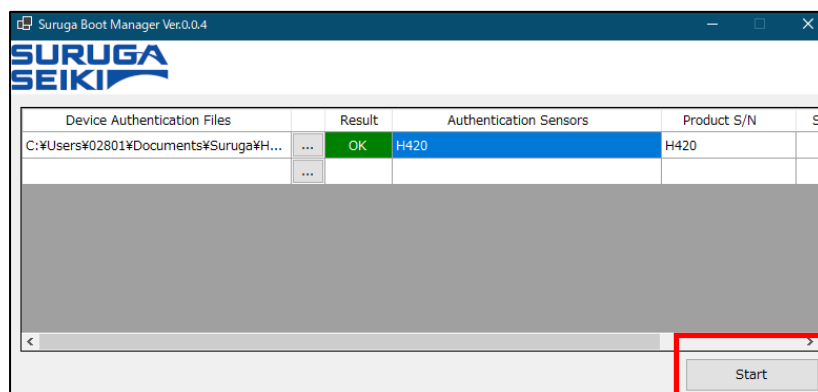 Suruga Boot Manager Ver.0.0.4
SURUGA
SEIKI
Device Authentication Files Result Authentication Sensors Product S/N S
C:¥Users¥02801¥Documents¥Suruga¥H... ... OK H420 H420
...
Start